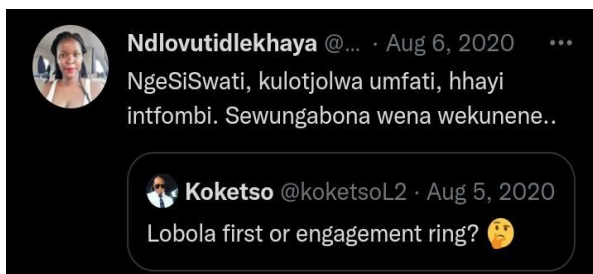 Ndlovutidlekhaya @... · Aug 6, 2020
NgeSiSwati, kulotjolwa umfati, hhayi
intfombi. Sewungabona wena wekunene..
Koketso @koketsoL2 · Aug 5, 2020
Lobola first or engagement ring? 🤔